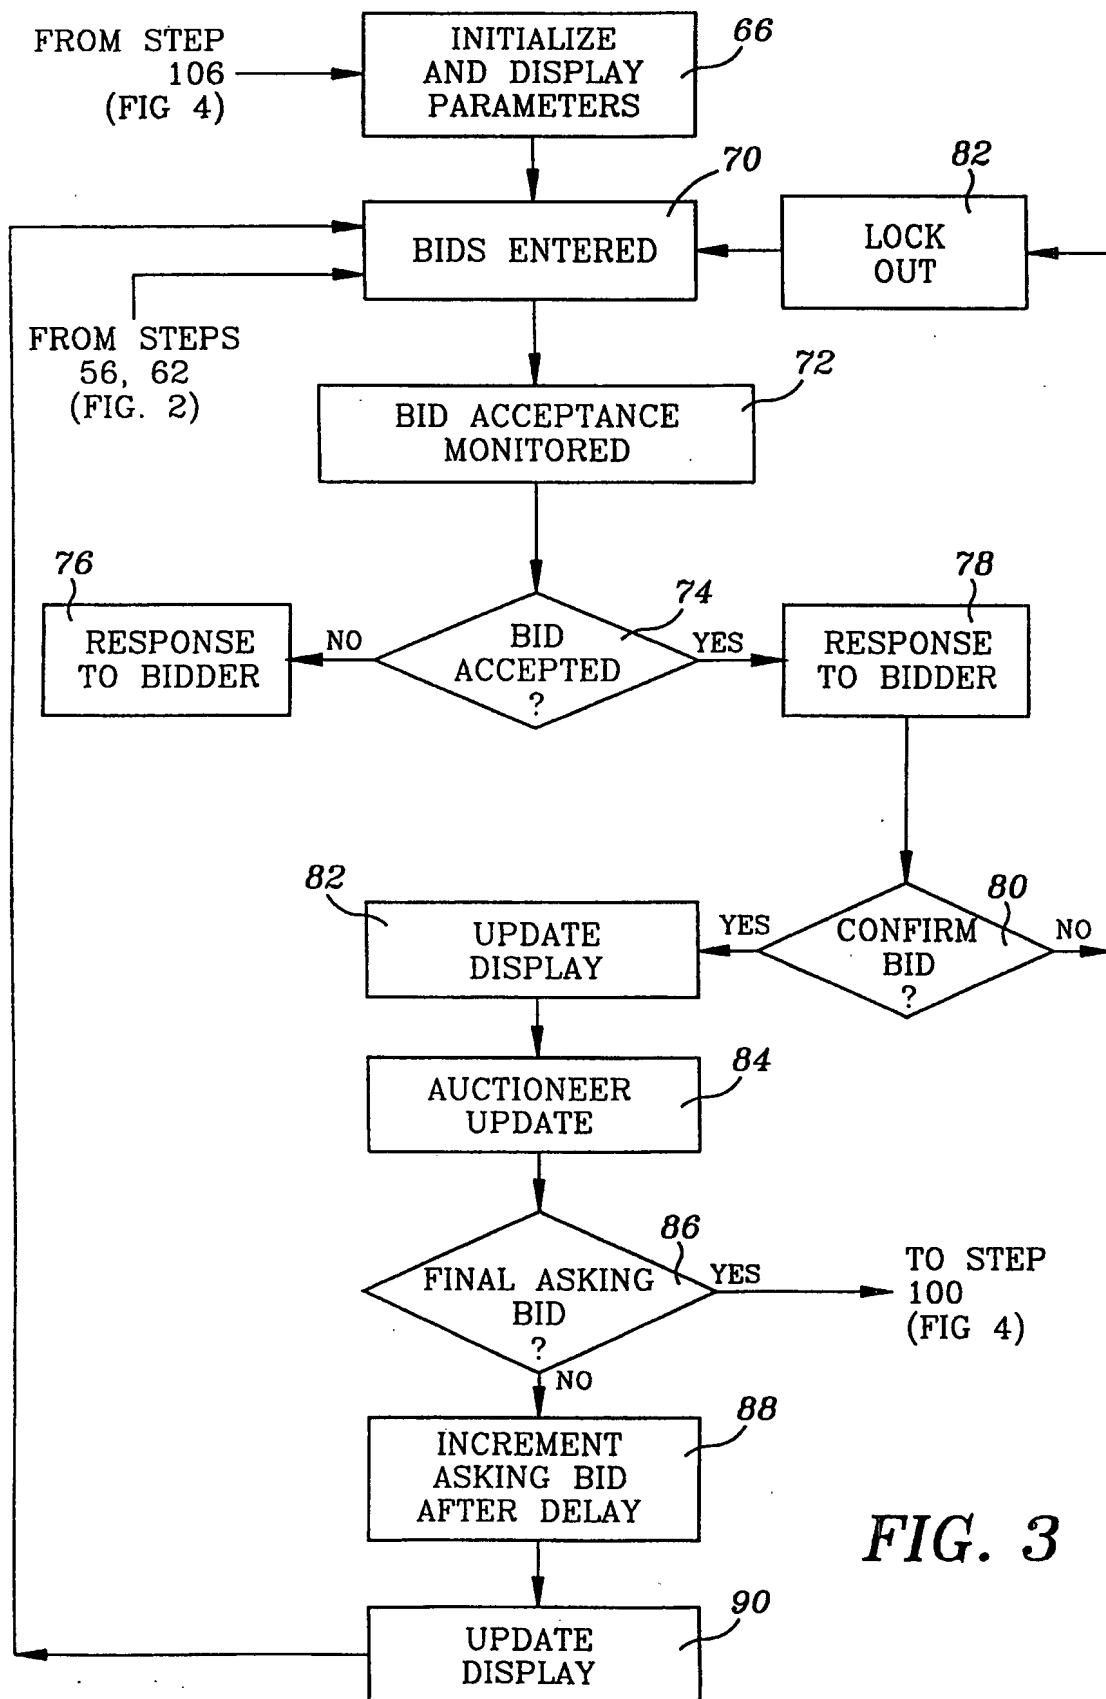 FROM STEP
106
(FIG 4)
INITIALIZE
AND DISPLAY
PARAMETERS
66
70
BIDS ENTERED
82
LOCK
OUT
FROM STEPS
56, 62
(FIG. 2)
72
BID ACCEPTANCE
MONITORED
76
RESPONSE
TO BIDDER
NO
74
BID
ACCEPTED
?
YES
78
RESPONSE
TO BIDDER
82
UPDATE
DISPLAY
YES
80
CONFIRM
BID
?
NO
84
AUCTIONEER
UPDATE
86
FINAL ASKING
BID
?
YES
TO STEP
100
(FIG 4)
NO
88
INCREMENT
ASKING BID
AFTER DELAY
FIG. 3
90
UPDATE
DISPLAY